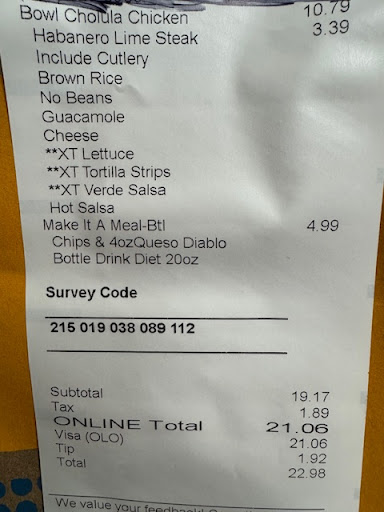 Bowl Cholula Chicken 10.79
Habanero Lime Steak 3.39
Include Cutlery
Brown Rice
No Beans
Guacamole
Cheese
**XT Lettuce
**XT Tortilla Strips
**XT Verde Salsa
Hot Salsa
Make It A Meal-Btl 4.99
Chips & 4ozQueso Diablo
Bottle Drink Diet 20oz
Survey Code
215 019 038 089 112
Subtotal 19.17
Tax 1.89
ONLINE Total 21.06
Visa (OLO) 21.06
Tip 1.92
Total 22.98
We value your feedback!